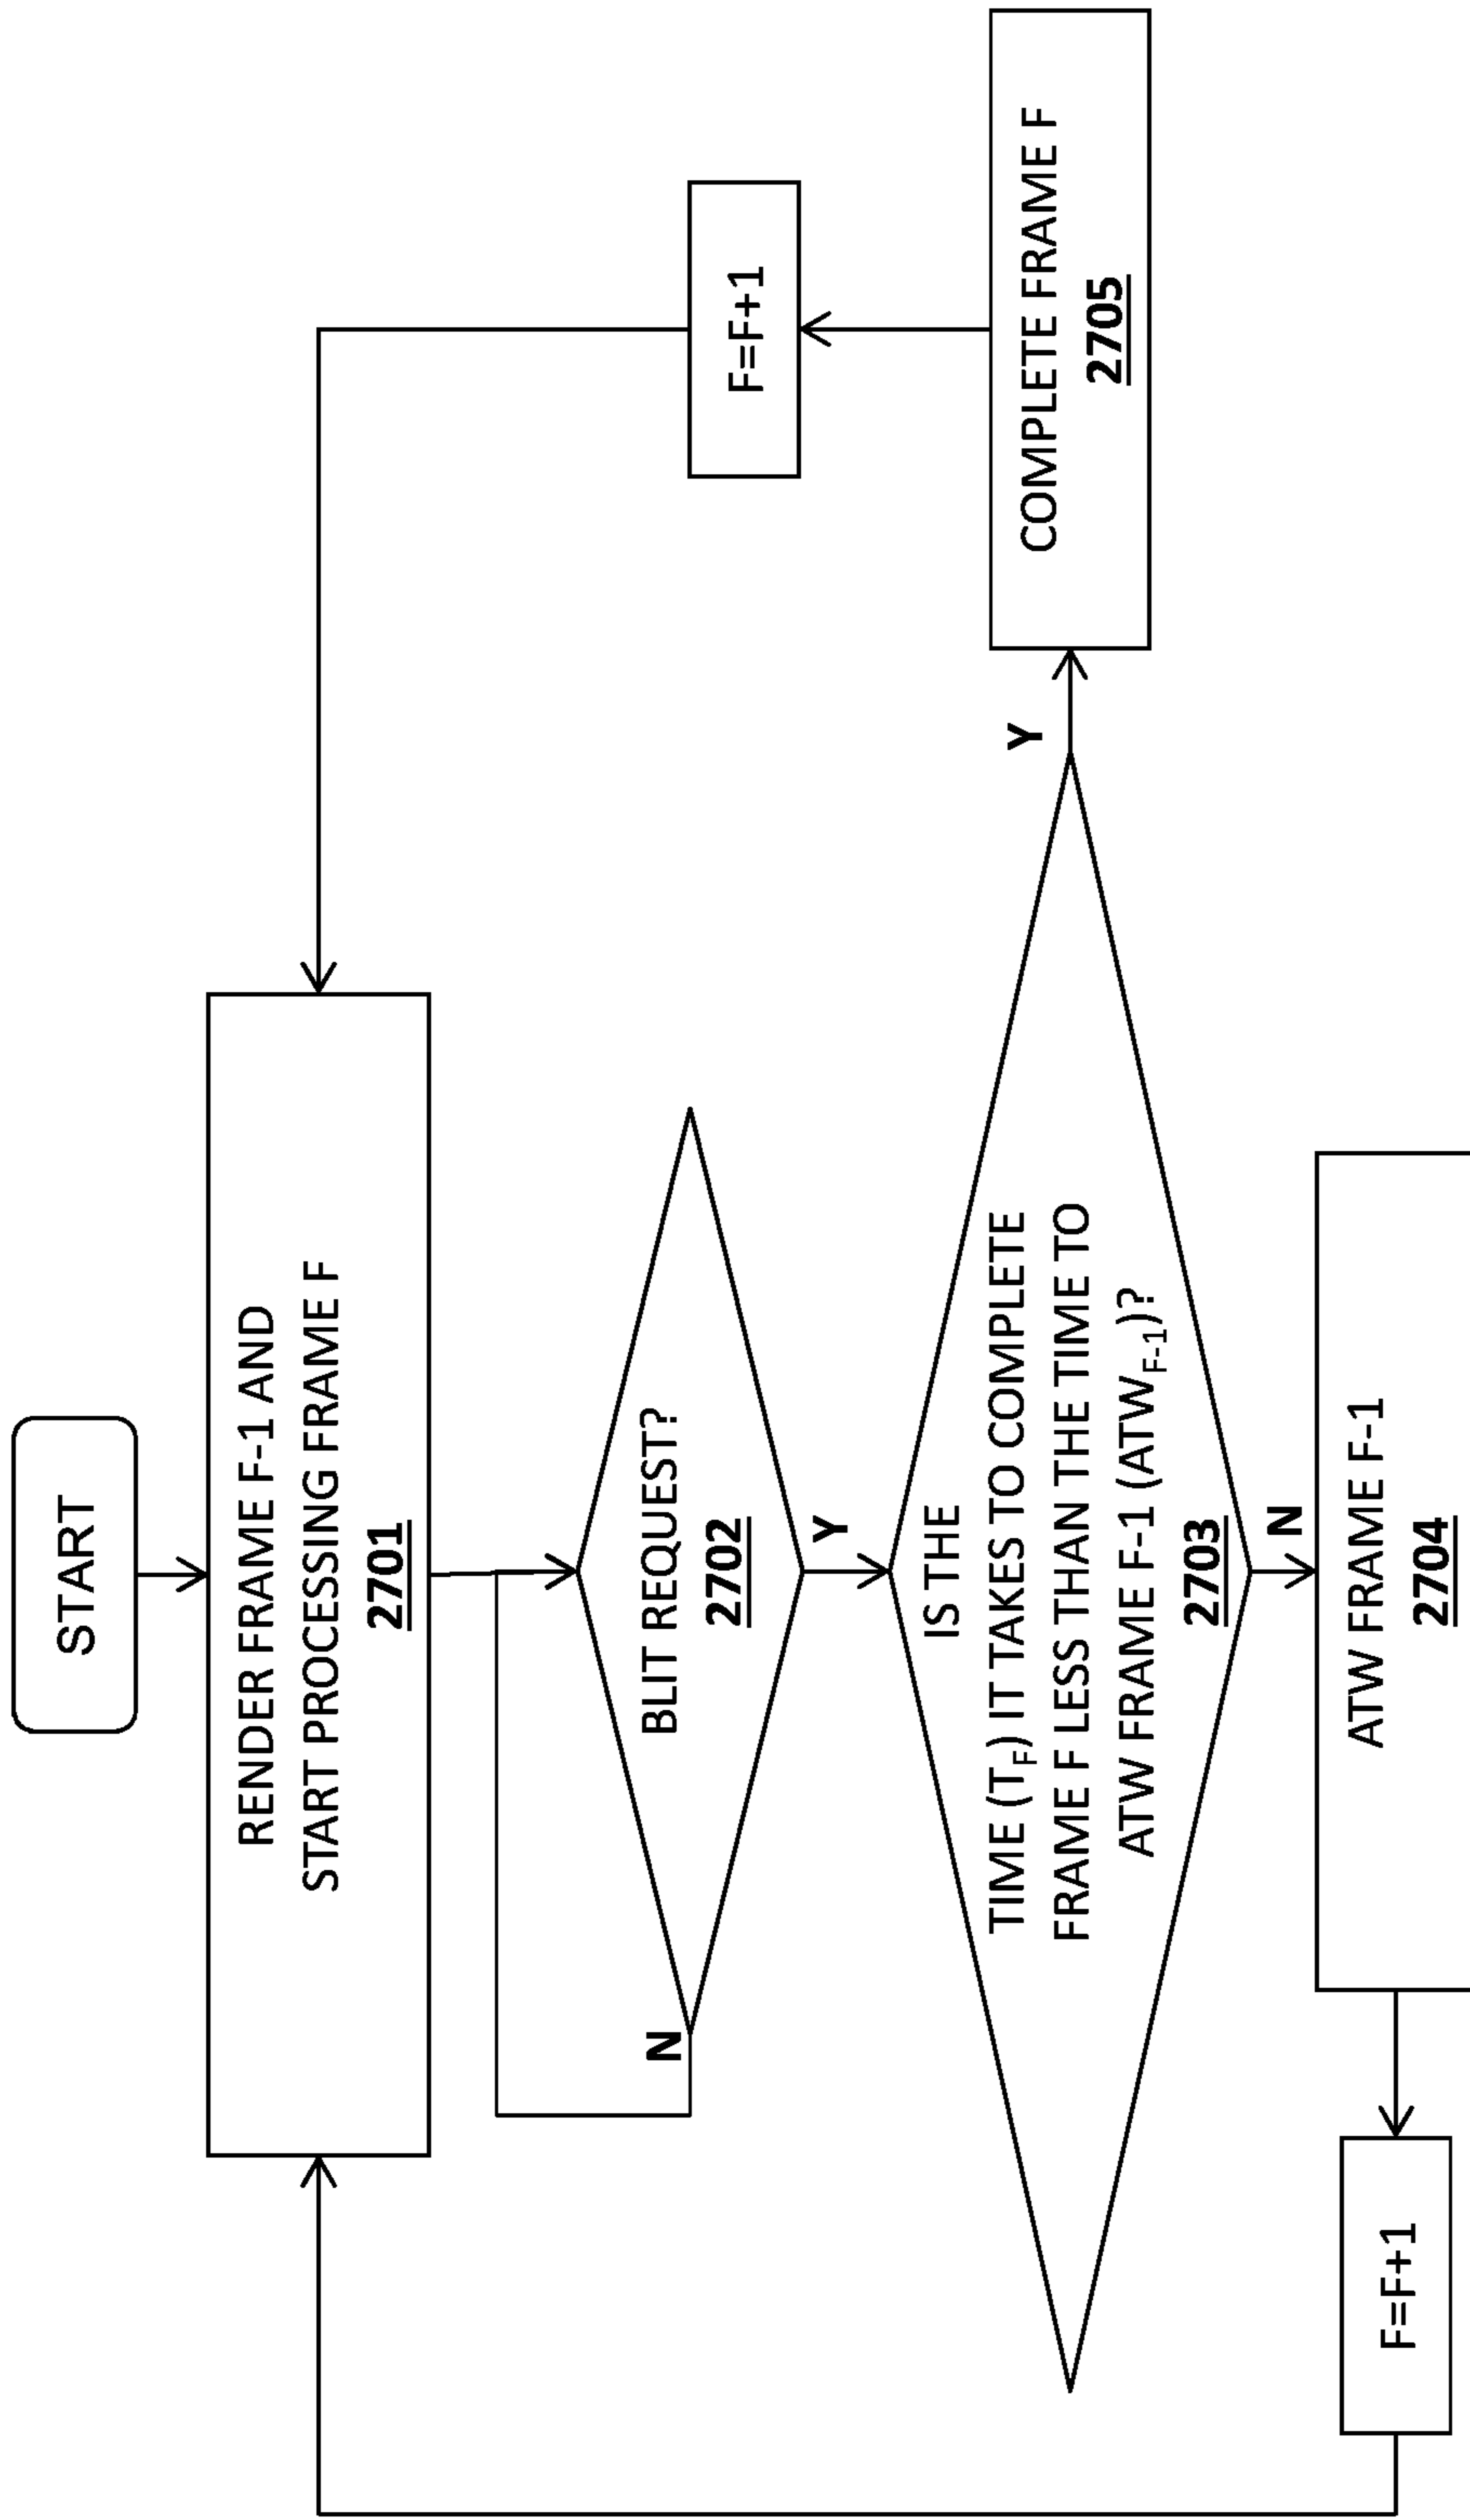 START
RENDER FRAME F-1 AND
START PROCESSING FRAME F
2701
BLIT REQUEST?
2702
N
Y
IS THE
TIME (TF) IT TAKES TO COMPLETE
FRAME F LESS THAN THE TIME TO
ATW FRAME F-1 (ATWF-1)?
2703
Y
N
COMPLETE FRAME F
2705
F=F+1
ATW FRAME F-1
2704
F=F+1